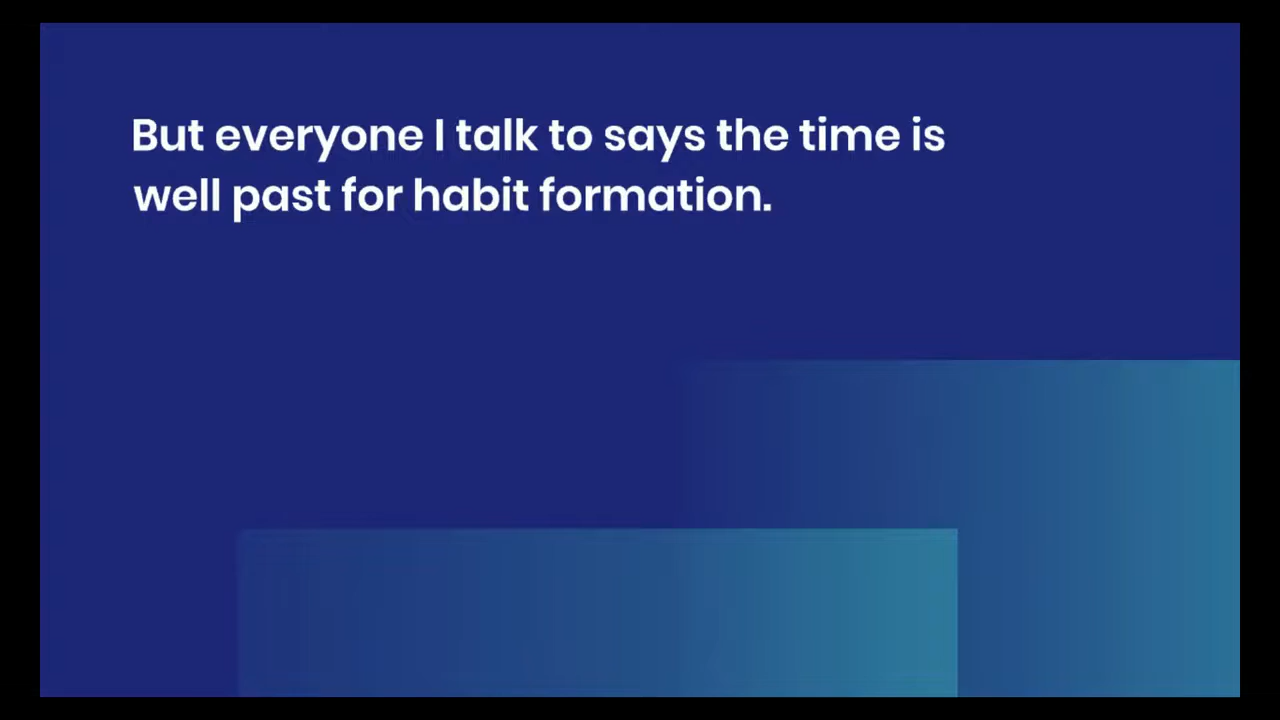 But everyone I talk to says the time is
well past for habit formation.